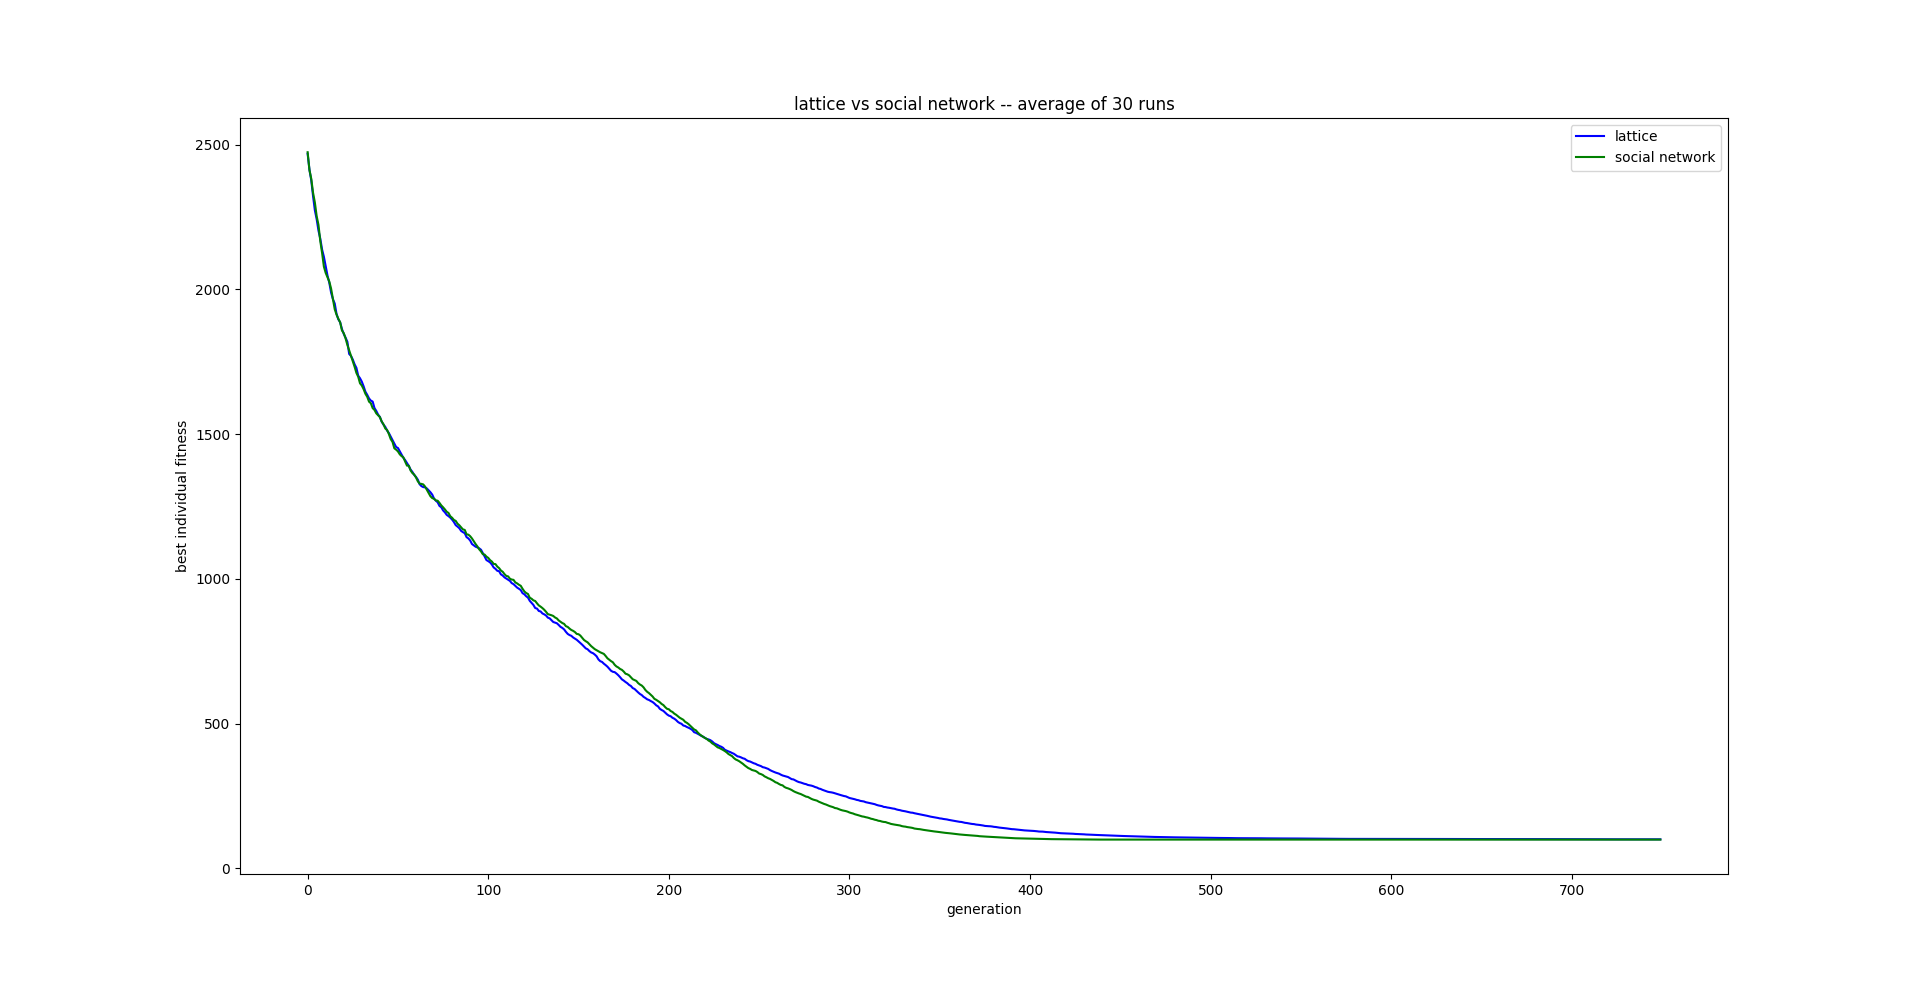 lattice vs social network -- average of 30 runs
lattice
social network
best individual fitness
2500
2000
1500
1000
500
0
0 100 200 300 400 500 600 700
generation